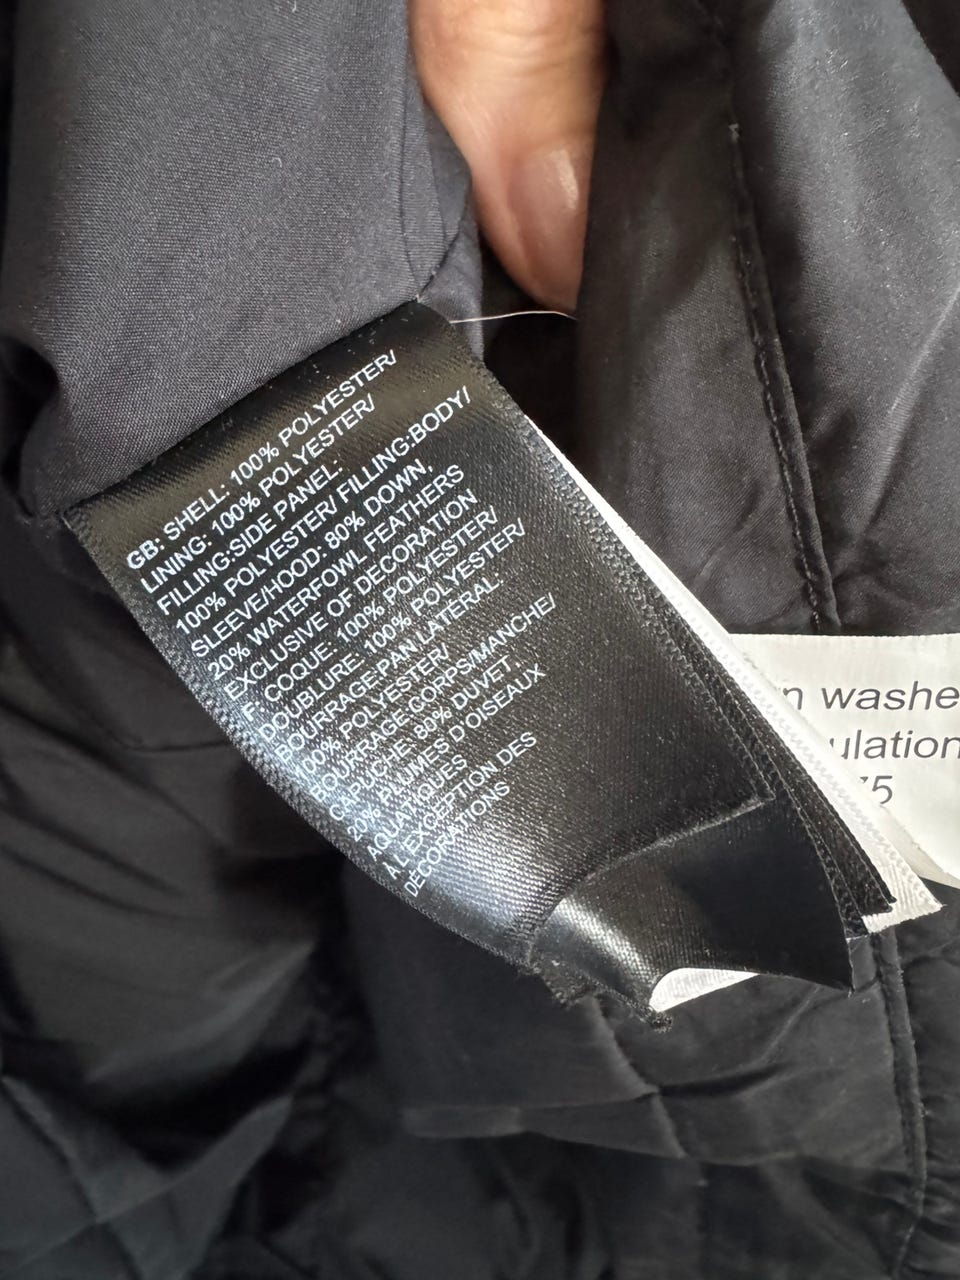 GB: SHELL: 100% POLYESTER/
LINING: 100% POLYESTER/
FILLING:SIDE PANEL:
100% POLYESTER/ FILLING:BODY/
SLEEVE/HOOD: 80% DOWN,
20% WATERFOWL FEATHERS
EXCLUSIVE OF DECORATION
F: COQUE: 100% POLYESTER/
DOUBLURE: 100% POLYESTER/
BOURRAGE:PAN LATERAL:
100% POLYESTER/
BOURRAGE:CORPS/MANCHE/
CAPUCHE: 80% DUVET,
20% PLUMES D'OISEAUX
AQUATIQUES
A L EXCEPTION DES
DECORATIONS
n washe
ulation
75